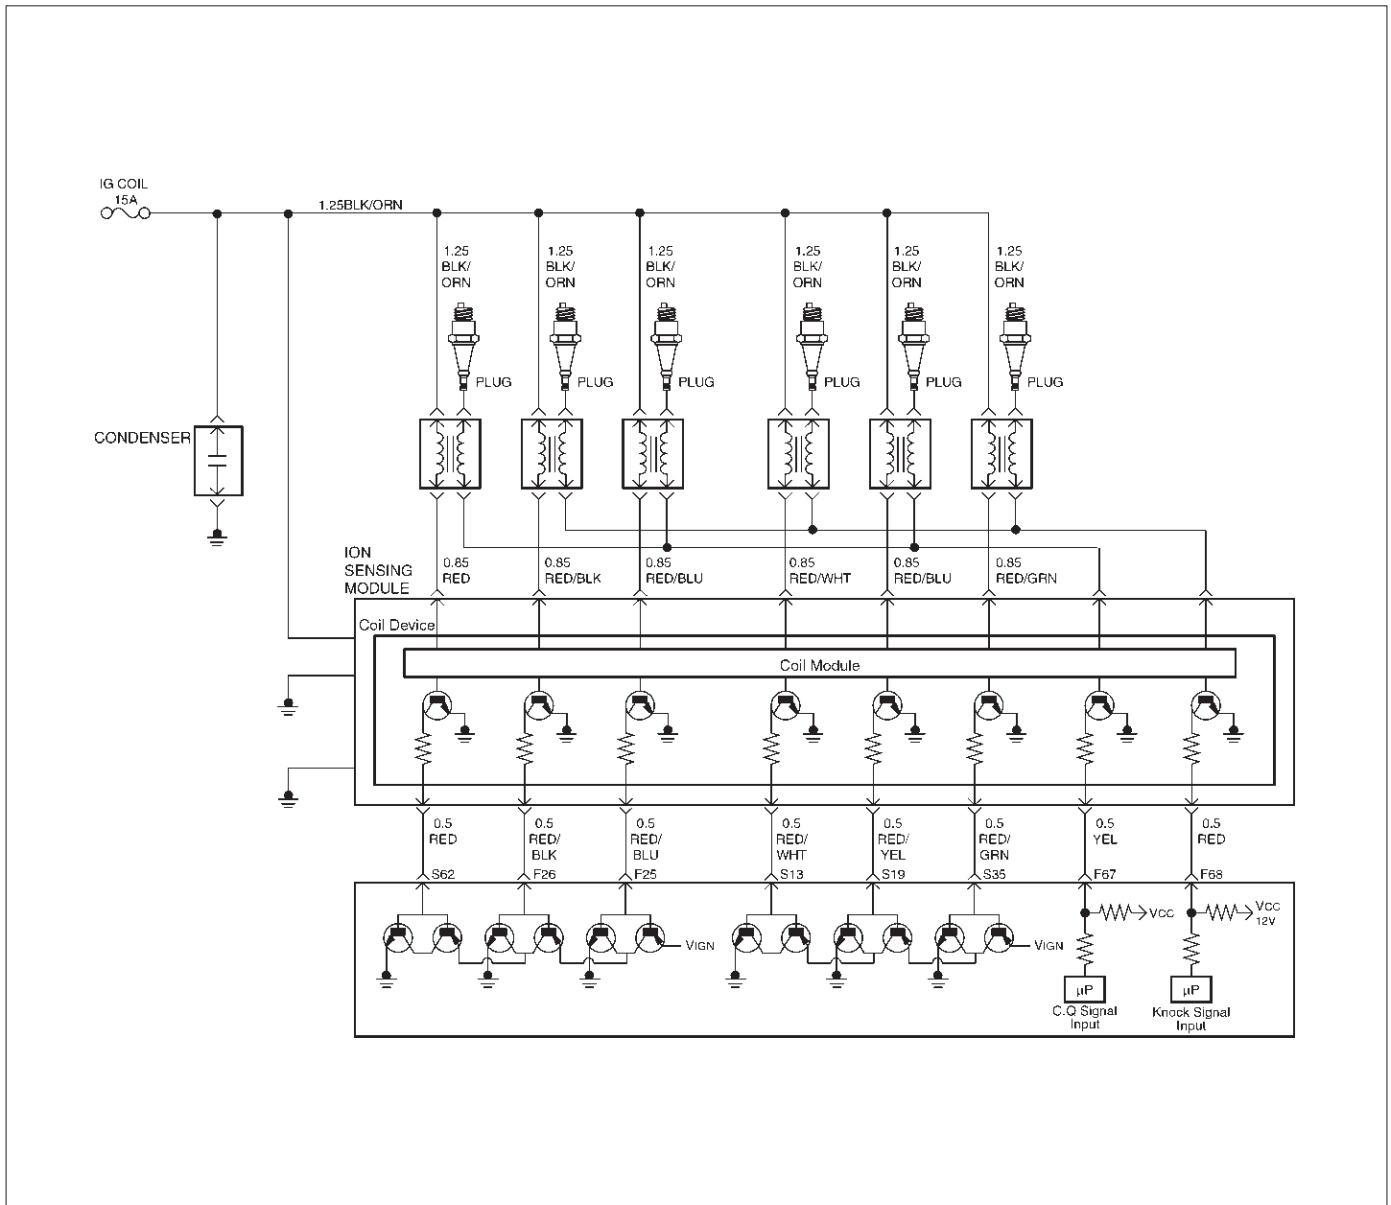 IG COIL
15A
1.25BLK/ORN
1.25
BLK/
ORN
1.25
BLK/
ORN
1.25
BLK/
ORN
1.25
BLK/
ORN
1.25
BLK/
ORN
1.25
BLK/
ORN
PLUG
PLUG
PLUG
PLUG
PLUG
PLUG
CONDENSER
ION
SENSING
MODULE
0.85
RED
0.85
RED/BLK
0.85
RED/BLU
0.85
RED/WHT
0.85
RED/BLU
0.85
RED/GRN
Coil Device
Coil Module
0.5
RED
0.5
RED/
BLK
0.5
RED/
BLU
0.5
RED/
WHT
0.5
RED/
YEL
0.5
RED/
GRN
0.5
YEL
0.5
RED
S62
F26
F25
S13
S19
S35
F67
F68
VIGN
VIGN
VCC
VCC
12V
µP
C.Q Signal
Input
µP
Knock Signal
Input